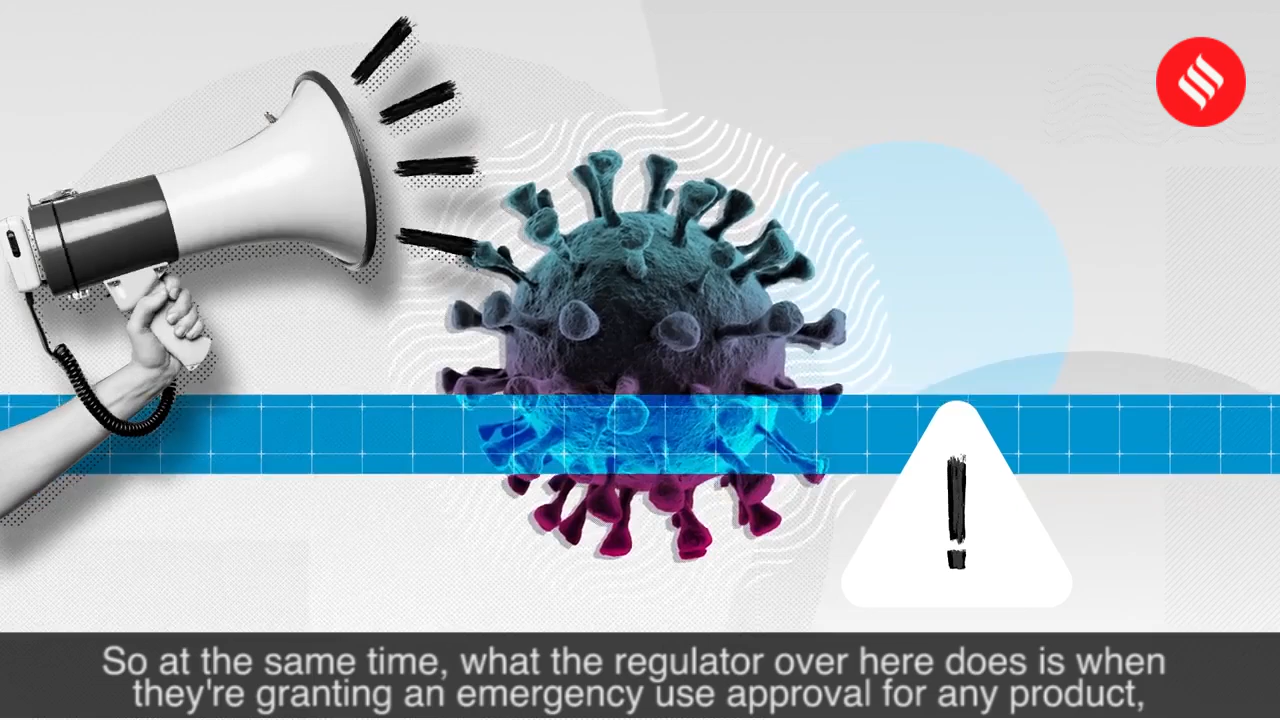 So at the same time, what the regulator over here does is when
they're granting an emergency use approval for any product,